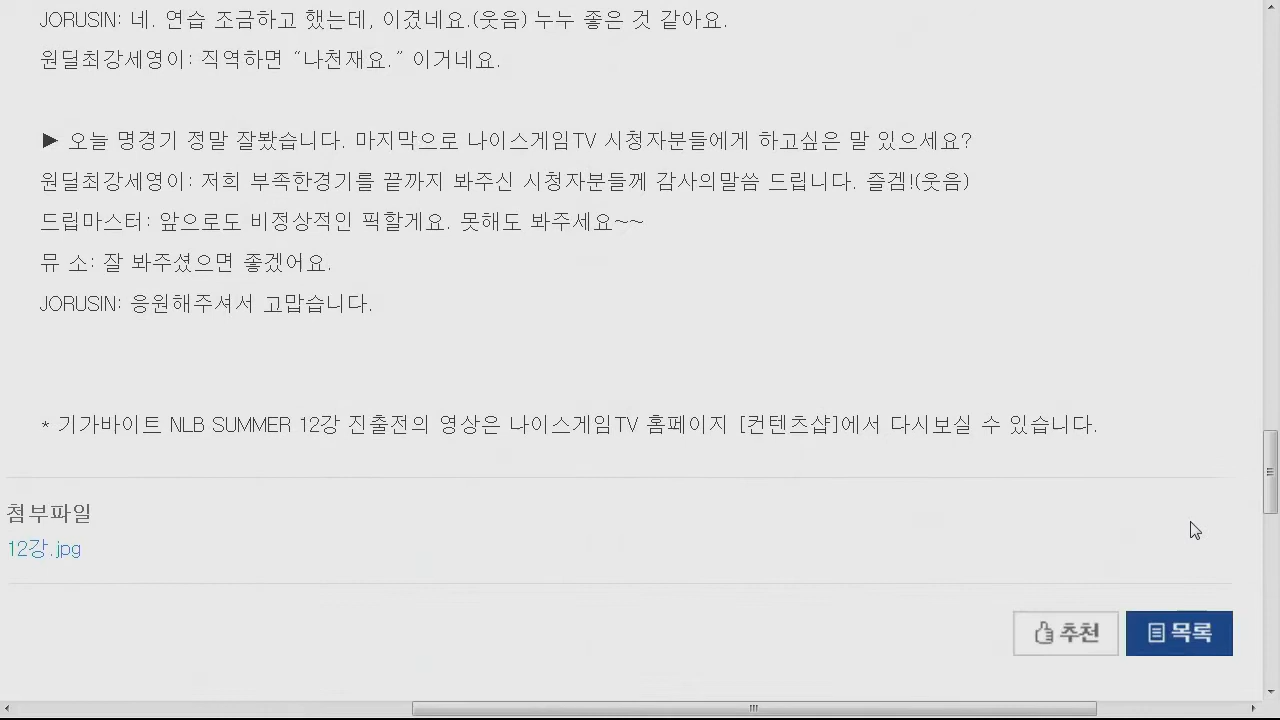 JORUSIN: 네. 연습 조금하고 했는데, 이겼네요.(웃음) 누누 좋은 것 같아요.
원딜최강세영이: 직역하면 “나천재요.” 이거네요.
▶ 오늘 명경기 정말 잘봤습니다. 마지막으로 나이스게임TV 시청자분들에게 하고싶은 말 있으세요?
원딜최강세영이: 저희 부족한경기를 끝까지 봐주신 시청자분들께 감사의말씀 드립니다. 즐겜!(웃음)
드립마스터: 앞으로도 비정상적인 픽할게요. 못해도 봐주세요~~
뮤 소: 잘 봐주셨으면 좋겠어요.
JORUSIN: 응원해주셔서 고맙습니다.
* 기가바이트 NLB SUMMER 12강 진출전의 영상은 나이스게임TV 홈페이지 [컨텐츠샵]에서 다시보실 수 있습니다.
첨부파일
12강.jpg
추천 목록